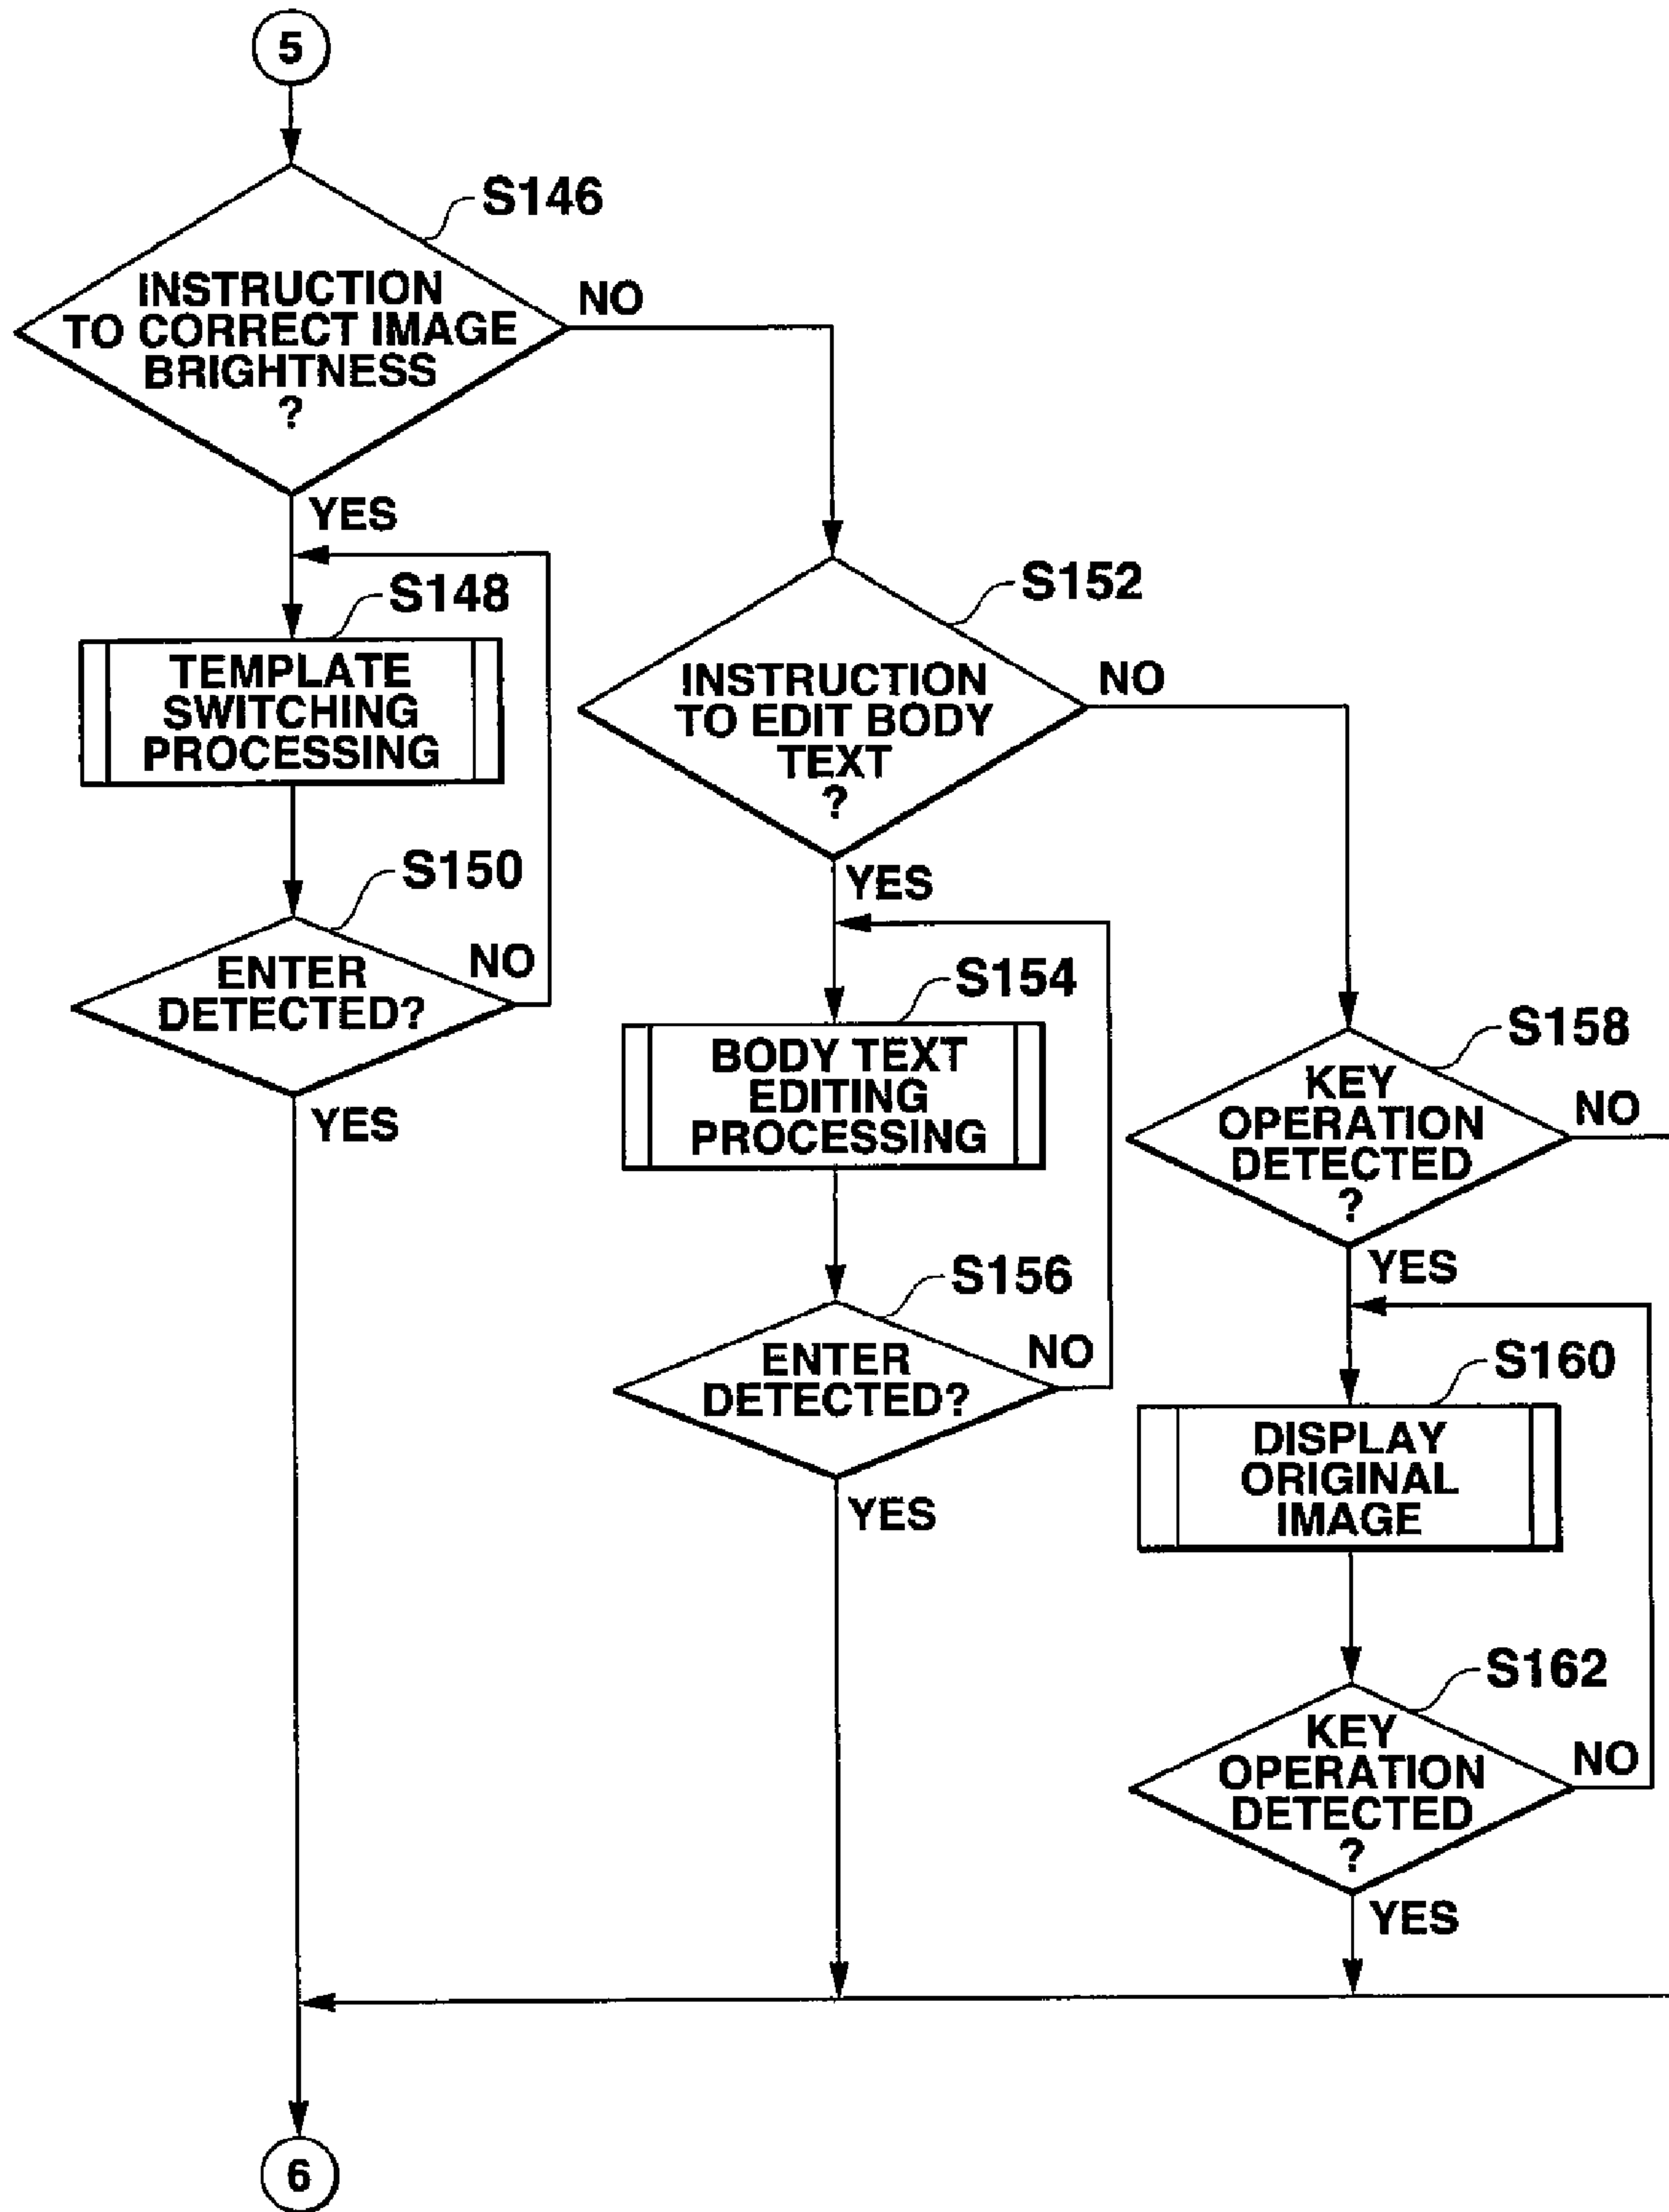 5
S146
INSTRUCTION
TO CORRECT IMAGE
BRIGHTNESS
?
NO
YES
S148
TEMPLATE
SWITCHING
PROCESSING
S150
ENTER
DETECTED?
NO
YES
S152
INSTRUCTION
TO EDIT BODY
TEXT
?
NO
YES
S154
BODY TEXT
EDITING
PROCESSING
S156
ENTER
DETECTED?
NO
YES
S158
KEY
OPERATION
DETECTED
?
NO
YES
S160
DISPLAY
ORIGINAL
IMAGE
S162
KEY
OPERATION
DETECTED
?
NO
YES
6